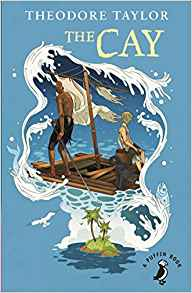 THEODORE TAYLOR
THE CAY
A PUFFIN BOOK